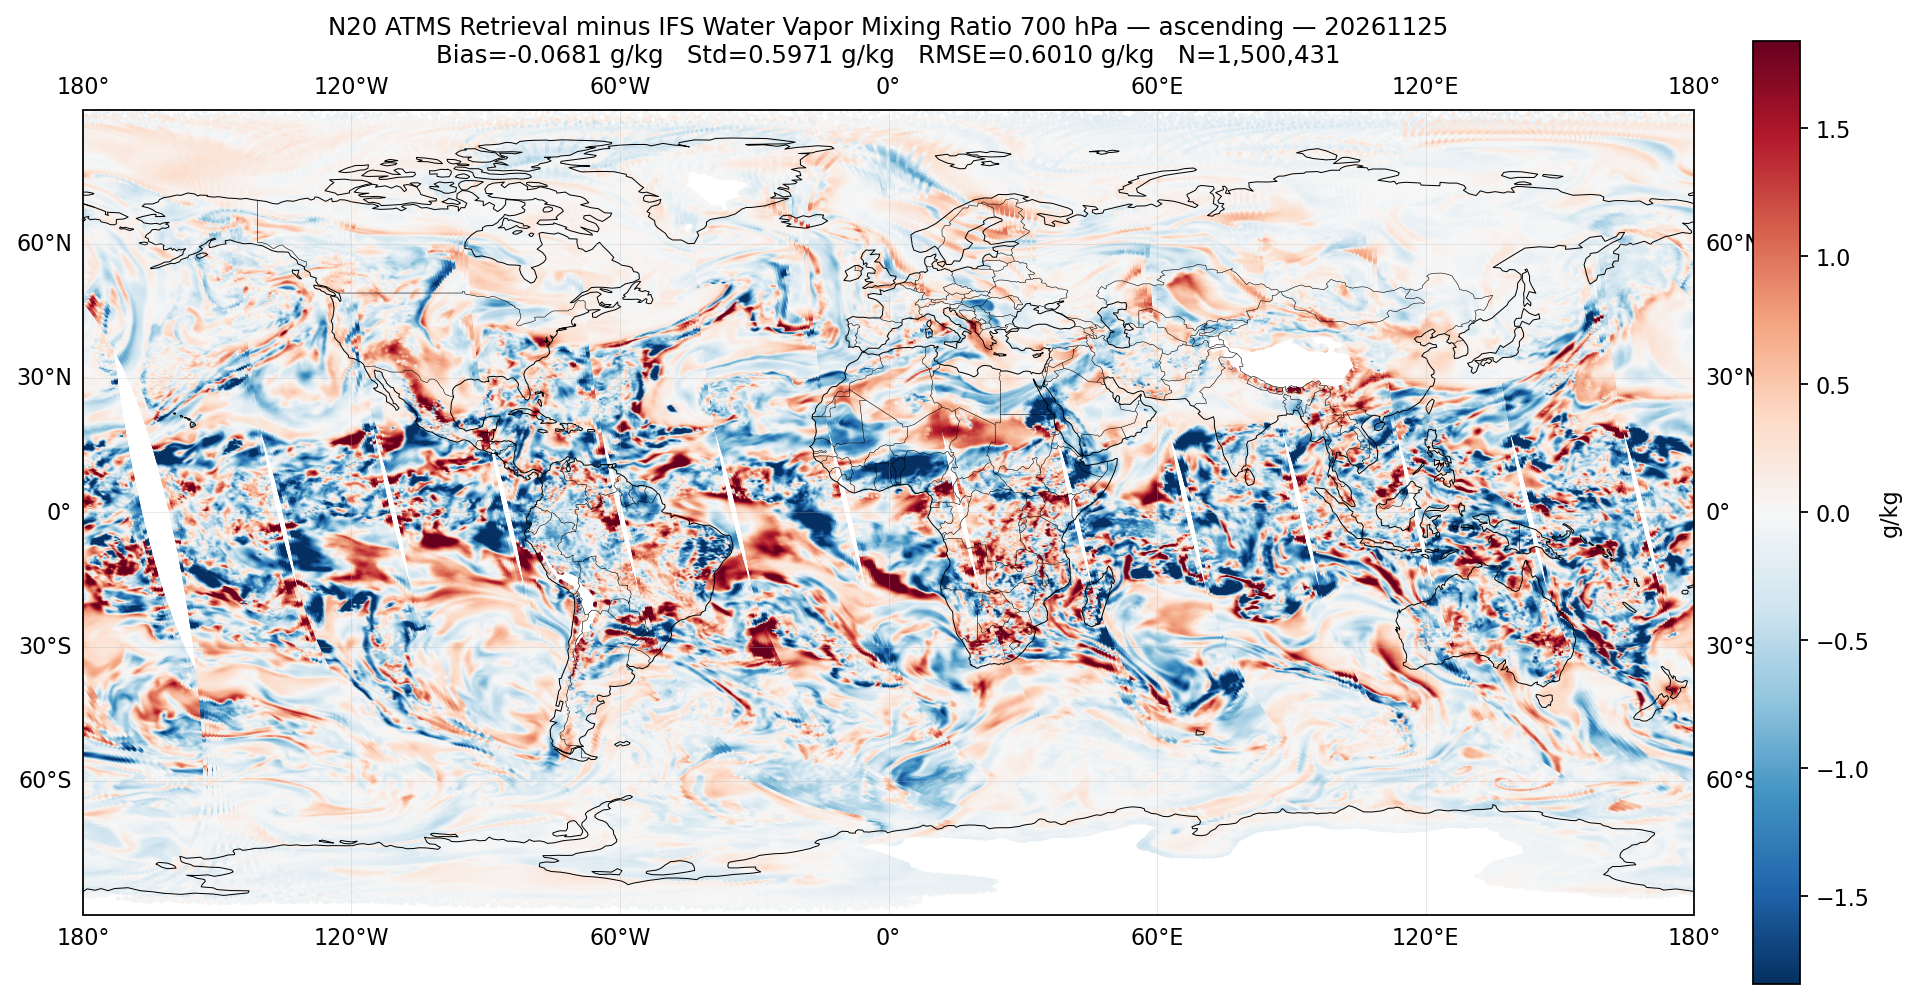 N20 ATMS Retrieval minus IFS Water Vapor Mixing Ratio 700 hPa — ascending — 20261125
Bias=-0.0681 g/kg   Std=0.5971 g/kg   RMSE=0.6010 g/kg   N=1,500,431
180° 120°W 60°W 0° 60°E 120°E 180°
60°N 60°N
30°N 30°N
0° 0°
30°S 30°S
60°S 60°S
180° 120°W 60°W 0° 60°E 120°E 180°
1.5
1.0
0.5
0.0
−0.5
−1.0
−1.5
g/kg